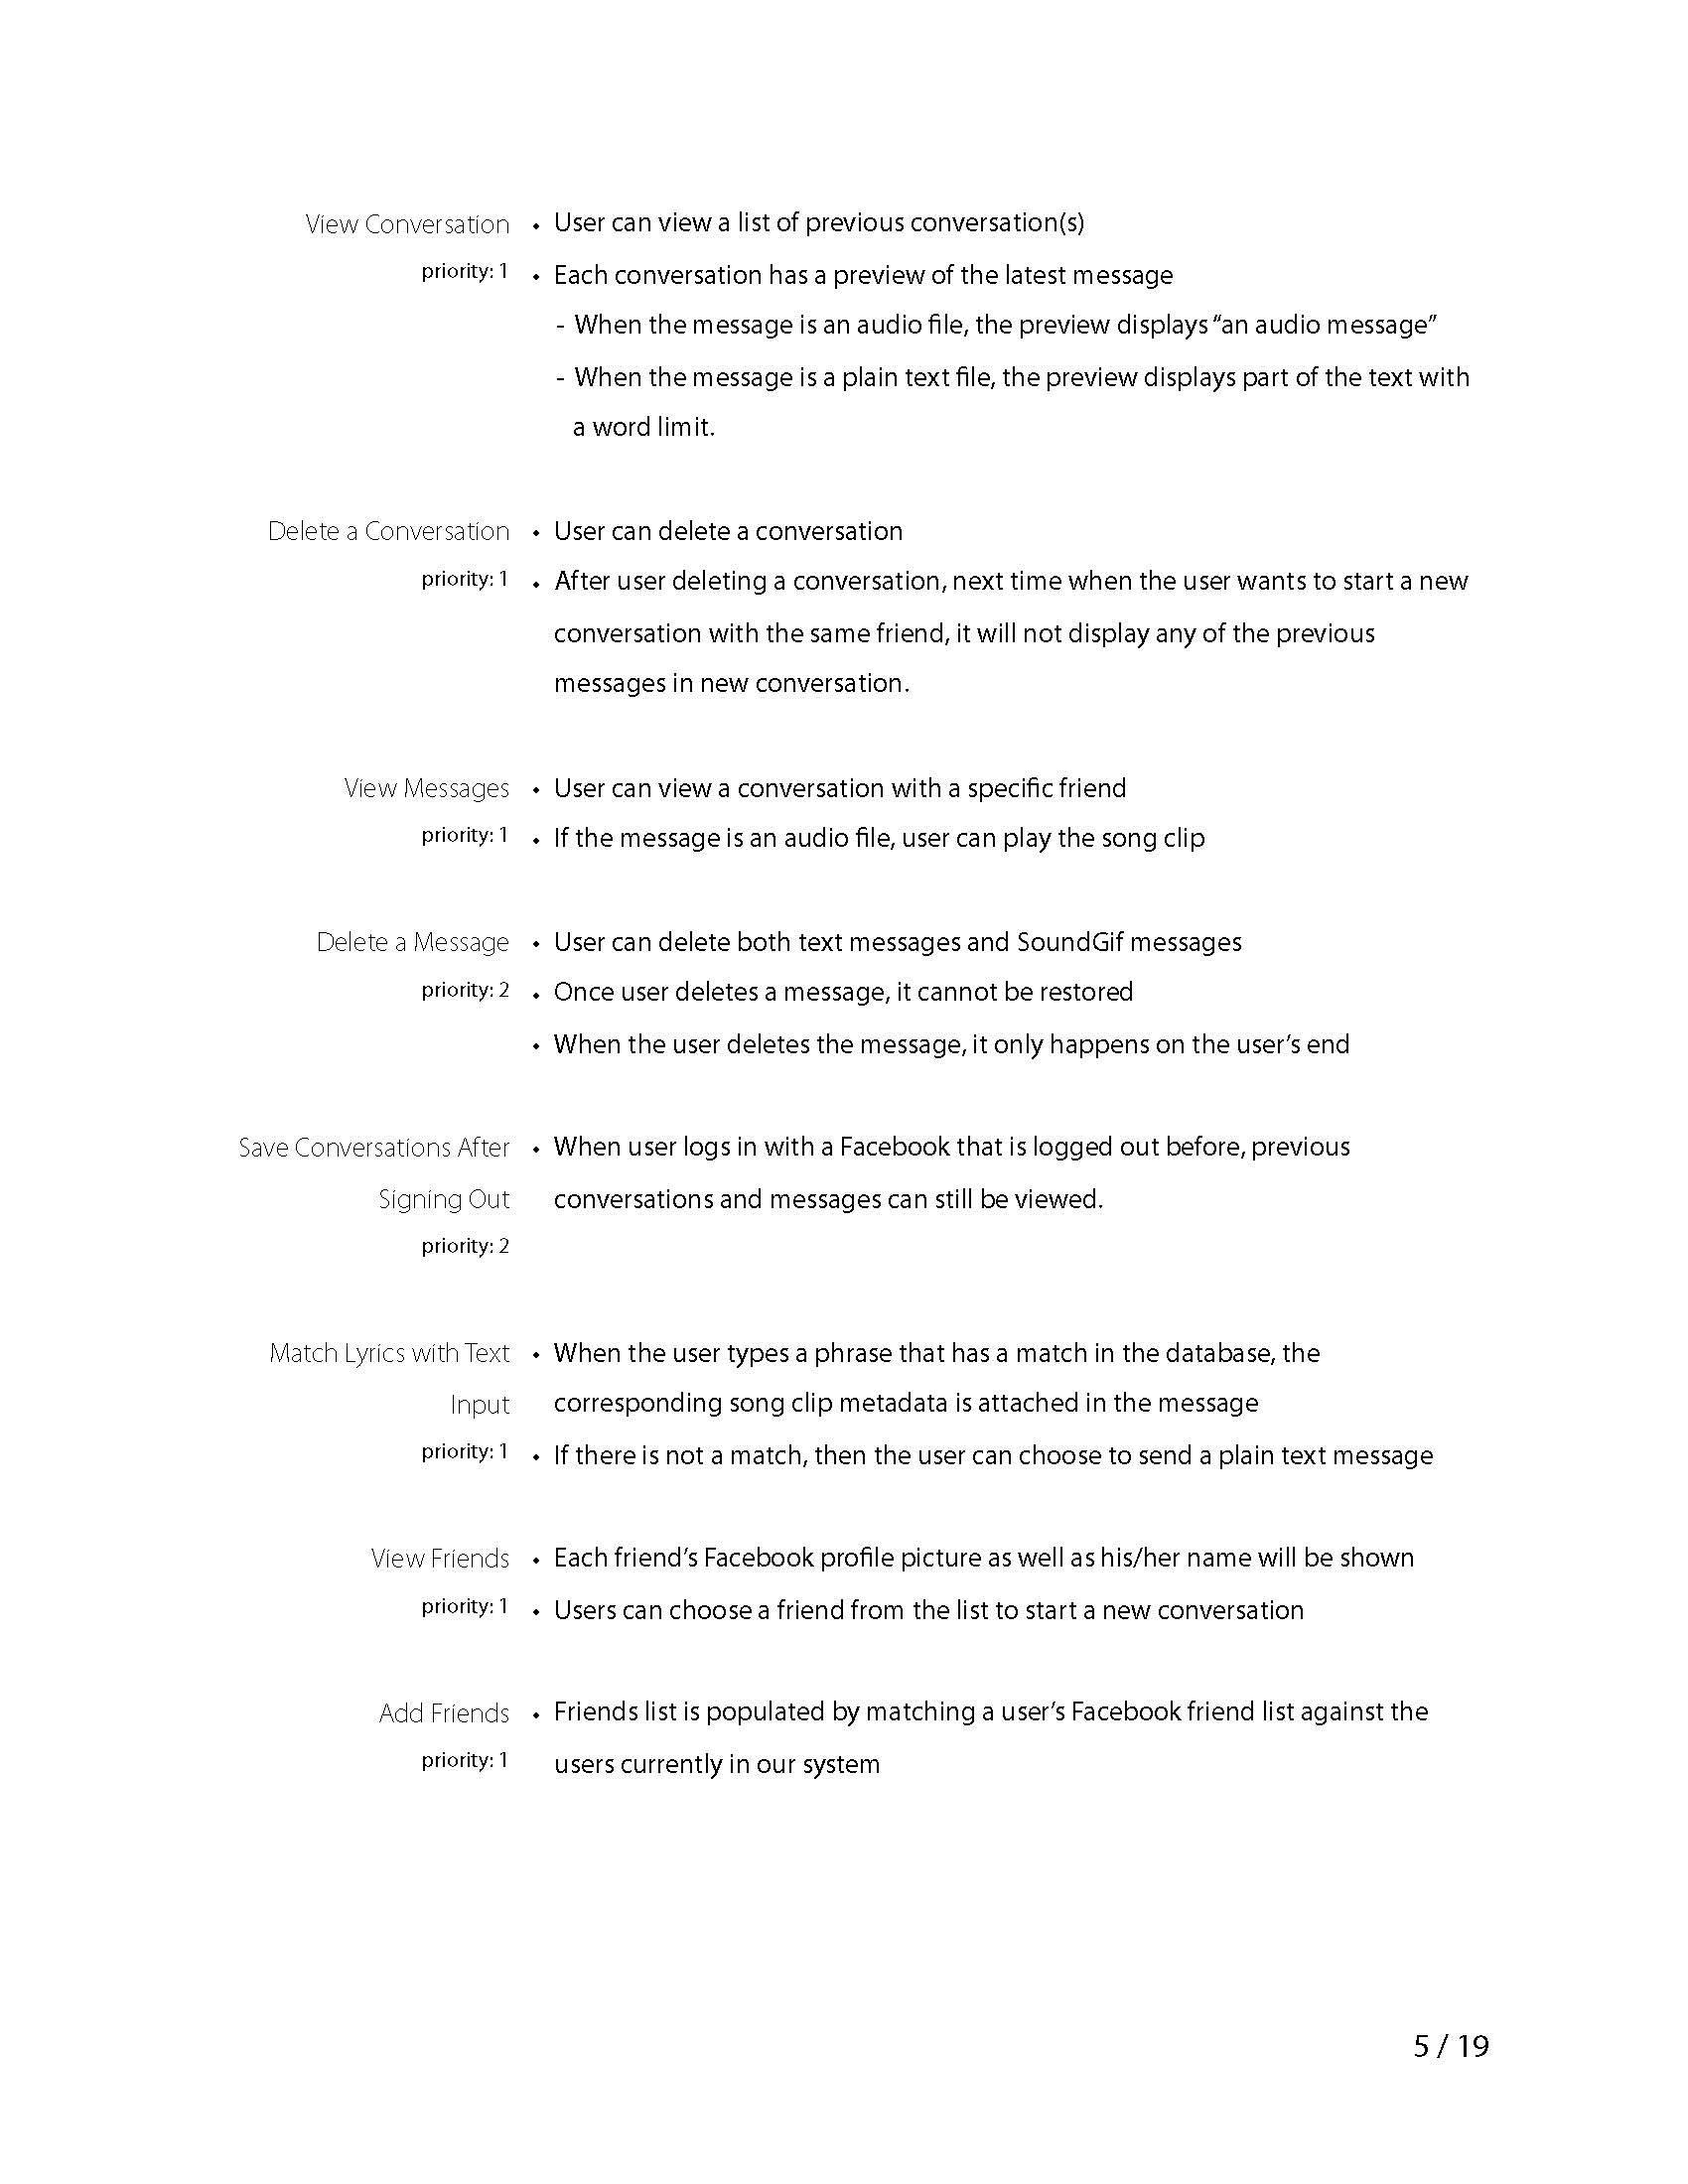 View Conversation • User can view a list of previous conversation(s)
priority: 1 • Each conversation has a preview of the latest message
- When the message is an audio file, the preview displays “an audio message”
- When the message is a plain text file, the preview displays part of the text with
a word limit.
Delete a Conversation • User can delete a conversation
priority: 1 • After user deleting a conversation, next time when the user wants to start a new
conversation with the same friend, it will not display any of the previous
messages in new conversation.
View Messages • User can view a conversation with a specific friend
priority: 1 • If the message is an audio file, user can play the song clip
Delete a Message • User can delete both text messages and SoundGif messages
priority: 2 • Once user deletes a message, it cannot be restored
• When the user deletes the message, it only happens on the user’s end
Save Conversations After • When user logs in with a Facebook that is logged out before, previous
Signing Out conversations and messages can still be viewed.
priority: 2
Match Lyrics with Text • When the user types a phrase that has a match in the database, the
Input corresponding song clip metadata is attached in the message
priority: 1 • If there is not a match, then the user can choose to send a plain text message
View Friends • Each friend’s Facebook profile picture as well as his/her name will be shown
priority: 1 • Users can choose a friend from the list to start a new conversation
Add Friends • Friends list is populated by matching a user’s Facebook friend list against the
priority: 1 users currently in our system
5 / 19